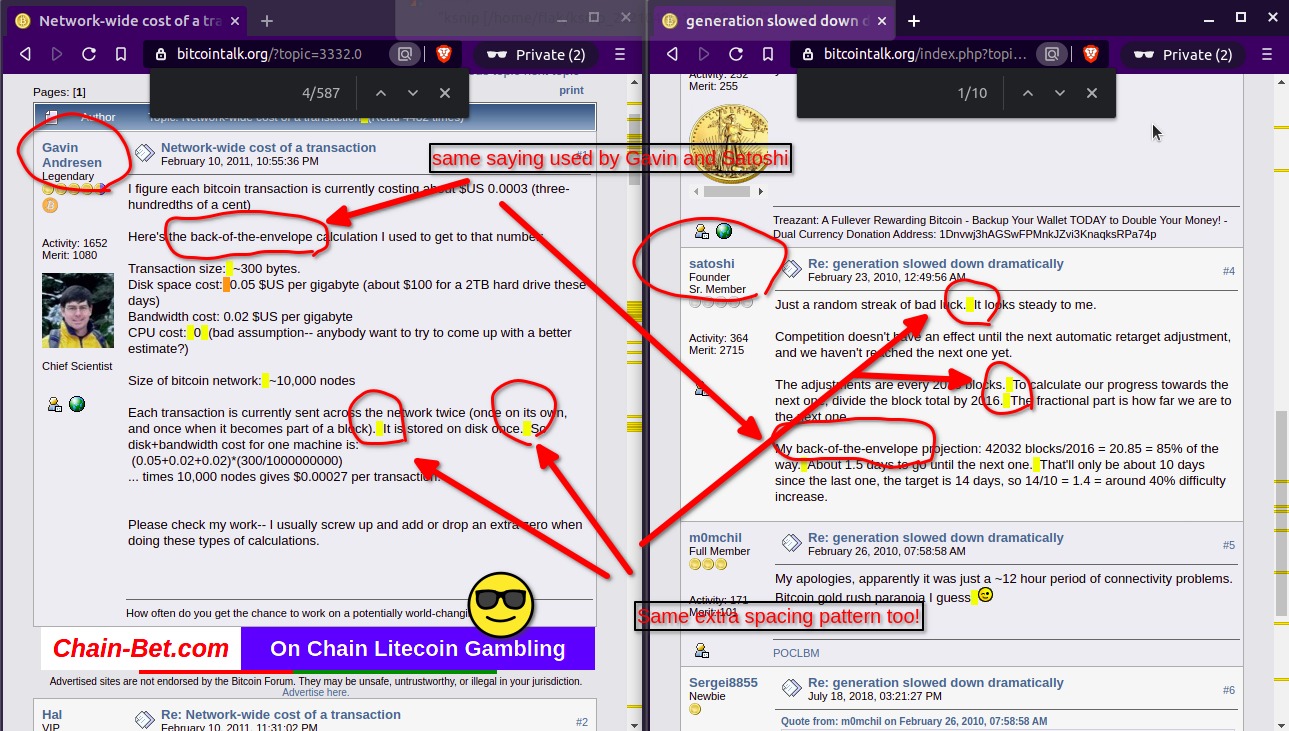 "ksnip [/home/
Network-wide cost of a tra
generation slowed down d
bitcointalk.org/?topic=3332.0
Private (2)
bitcointalk.org/index.php?topi...
Private (2)
4/587
1/10
Pages: [1]
print
Author
Topic: Network-wide cost of a transaction (Read 4482 times)
Gavin
Andresen
Legendary
Activity: 1652
Merit: 1080
Chief Scientist
Network-wide cost of a transaction
February 10, 2011, 10:55:36 PM
#1
I figure each bitcoin transaction is currently costing about $US 0.0003 (three-
hundredths of a cent)
Here's the back-of-the-envelope calculation I used to get to that number:
Transaction size:  ~300 bytes.
Disk space cost: 0.05 $US per gigabyte (about $100 for a 2TB hard drive these
days)
Bandwidth cost: 0.02 $US per gigabyte
CPU cost:  0  (bad assumption-- anybody want to try to come up with a better
estimate?)
Size of bitcoin network:  ~10,000 nodes
Each transaction is currently sent across the network twice (once on its own,
and once when it becomes part of a block).  It is stored on disk once.  So
disk+bandwidth cost for one machine is:
(0.05+0.02+0.02)*(300/1000000000)
... times 10,000 nodes gives $0.00027 per transaction.
Please check my work-- I usually screw up and add or drop an extra zero when
doing these types of calculations.
How often do you get the chance to work on a potentially world-changi
Chain-Bet.com
On Chain Litecoin Gambling
Advertised sites are not endorsed by the Bitcoin Forum. They may be unsafe, untrustworthy, or illegal in your jurisdiction.
Advertise here.
Hal
VIP
Re: Network-wide cost of a transaction
February 10, 2011, 11:31:02 PM
#2
same saying used by Gavin and Satoshi
Activity: 252
Merit: 255
Treazant: A Fullever Rewarding Bitcoin - Backup Your Wallet TODAY to Double Your Money! -
Dual Currency Donation Address: 1Dnvwj3hAGSwFPMnkJZvi3KnaqksRPa74p
satoshi
Founder
Sr. Member
Activity: 364
Merit: 2715
Re: generation slowed down dramatically
February 23, 2010, 12:49:56 AM
#4
Just a random streak of bad luck.  It looks steady to me.
Competition doesn't have an effect until the next automatic retarget adjustment,
and we haven't reached the next one yet.
The adjustments are every 2016 blocks.  To calculate our progress towards the
next one, divide the block total by 2016.  The fractional part is how far we are to
the next one.
My back-of-the-envelope projection: 42032 blocks/2016 = 20.85 = 85% of the
way.  About 1.5 days to go until the next one.  That'll only be about 10 days
since the last one, the target is 14 days, so 14/10 = 1.4 = around 40% difficulty
increase.
m0mchil
Full Member
Activity: 171
Merit: 101
Re: generation slowed down dramatically
February 26, 2010, 07:58:58 AM
#5
My apologies, apparently it was just a ~12 hour period of connectivity problems.
Bitcoin gold rush paranoia I guess
Same extra spacing pattern too!
POCLBM
Sergei8855
Newbie
Re: generation slowed down dramatically
July 18, 2018, 03:21:27 PM
#6
Quote from: m0mchil on February 26, 2010, 07:58:58 AM